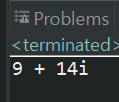 Problems
<terminated>
9 + 14i